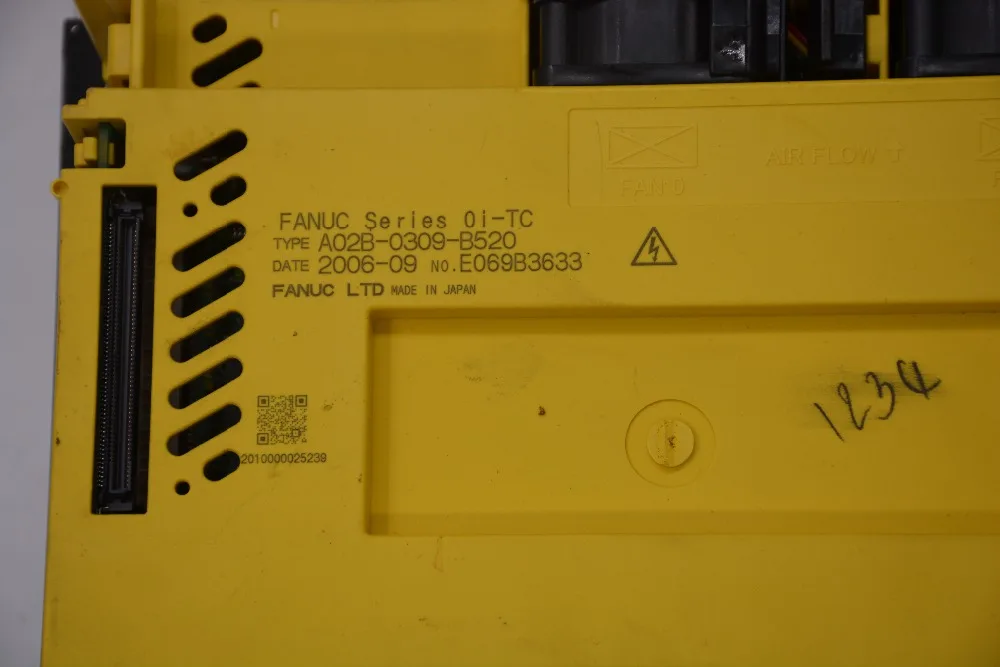 FAN 0
AIR FLOW ↑
FANUC Series 0i-TC
TYPE A02B-0309-B520
DATE 2006-09 NO.E069B3633
FANUC LTD MADE IN JAPAN
1234
2010000025239